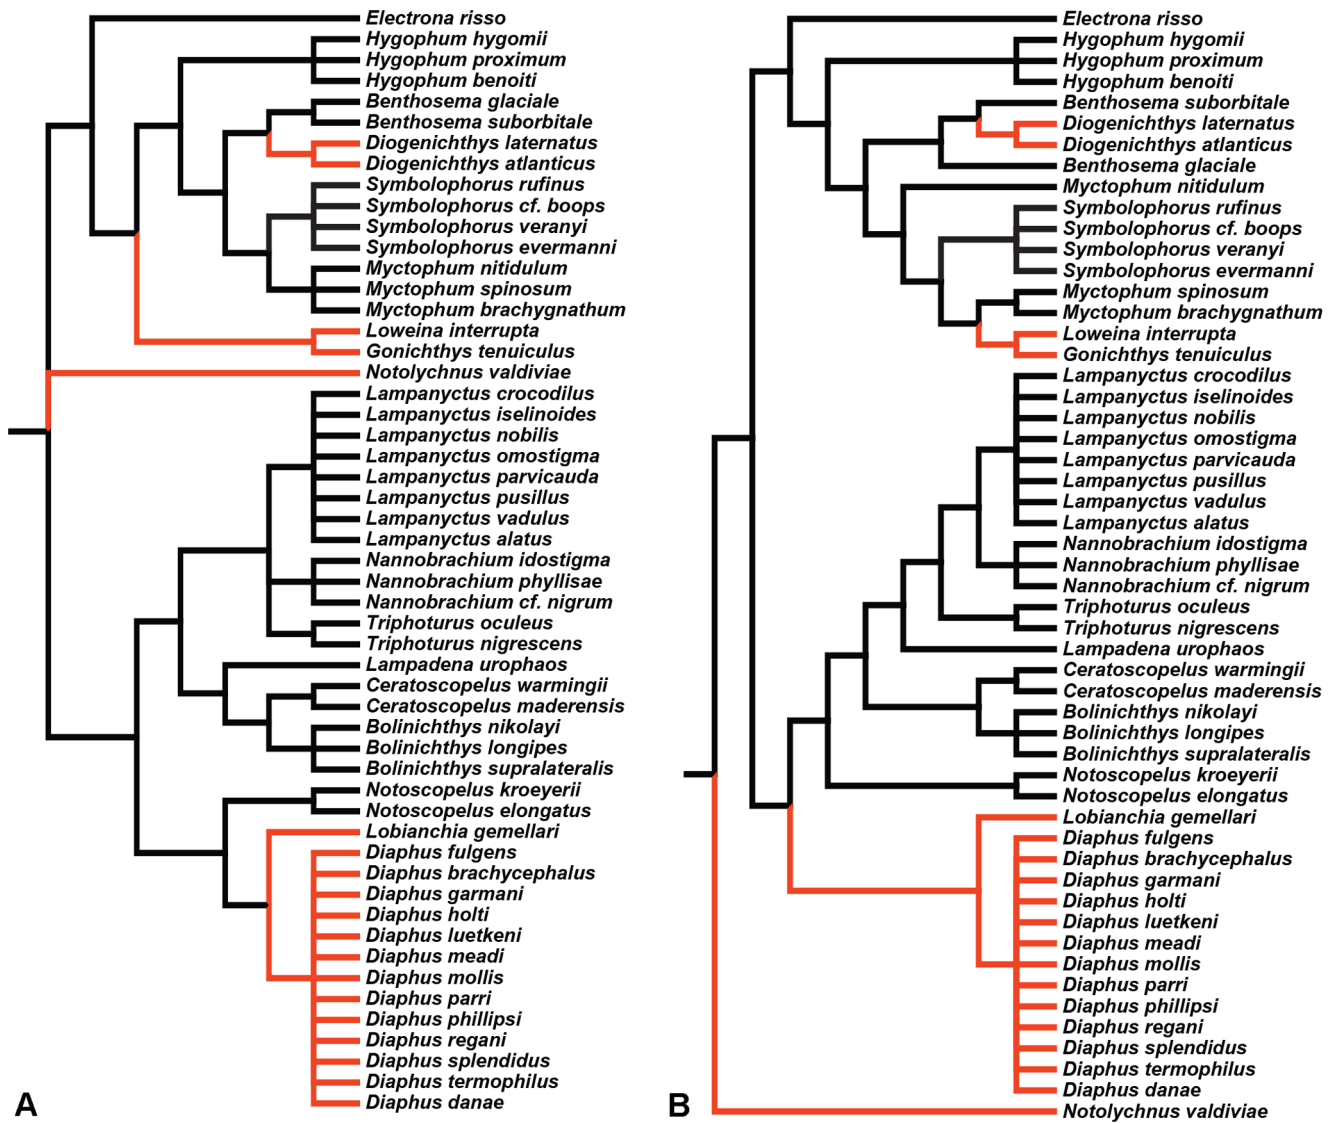 Electrona risso
Hygophum hygomii
Hygophum proximum
Hygophum benoiti
Benthosema glaciale
Benthosema suborbitale
Diogenichthys laternatus
Diogenichthys atlanticus
Symbolophorus rufinus
Symbolophorus cf. boops
Symbolophorus veranyi
Symbolophorus evermanni
Myctophum nitidulum
Myctophum spinosum
Myctophum brachygnathum
Loweina interrupta
Gonichthys tenuiculus
Notolychnus valdiviae
Lampanyctus crocodilus
Lampanyctus iselinoides
Lampanyctus nobilis
Lampanyctus omostigma
Lampanyctus parvicauda
Lampanyctus pusillus
Lampanyctus vadulus
Lampanyctus alatus
Nannobrachium idostigma
Nannobrachium phyllisae
Nannobrachium cf. nigrum
Triphoturus oculeus
Triphoturus nigrescens
Lampadena urophaos
Ceratoscopelus warmingii
Ceratoscopelus maderensis
Bolinichthys nikolayi
Bolinichthys longipes
Bolinichthys supralateralis
Notoscopelus kroeyerii
Notoscopelus elongatus
Lobianchia gemellari
Diaphus fulgens
Diaphus brachycephalus
Diaphus garmani
Diaphus holti
Diaphus luetkeni
Diaphus meadi
Diaphus mollis
Diaphus parri
Diaphus phillipsi
Diaphus regani
Diaphus splendidus
Diaphus termophilus
Diaphus danae
A
Electrona risso
Hygophum hygomii
Hygophum proximum
Hygophum benoiti
Benthosema suborbitale
Diogenichthys laternatus
Diogenichthys atlanticus
Benthosema glaciale
Myctophum nitidulum
Symbolophorus rufinus
Symbolophorus cf. boops
Symbolophorus veranyi
Symbolophorus evermanni
Myctophum spinosum
Myctophum brachygnathum
Loweina interrupta
Gonichthys tenuiculus
Lampanyctus crocodilus
Lampanyctus iselinoides
Lampanyctus nobilis
Lampanyctus omostigma
Lampanyctus parvicauda
Lampanyctus pusillus
Lampanyctus vadulus
Lampanyctus alatus
Nannobrachium idostigma
Nannobrachium phyllisae
Nannobrachium cf. nigrum
Triphoturus oculeus
Triphoturus nigrescens
Lampadena urophaos
Ceratoscopelus warmingii
Ceratoscopelus maderensis
Bolinichthys nikolayi
Bolinichthys longipes
Bolinichthys supralateralis
Notoscopelus kroeyerii
Notoscopelus elongatus
Lobianchia gemellari
Diaphus fulgens
Diaphus brachycephalus
Diaphus garmani
Diaphus holti
Diaphus luetkeni
Diaphus meadi
Diaphus mollis
Diaphus parri
Diaphus phillipsi
Diaphus regani
Diaphus splendidus
Diaphus termophilus
Diaphus danae
Notolychnus valdiviae
B